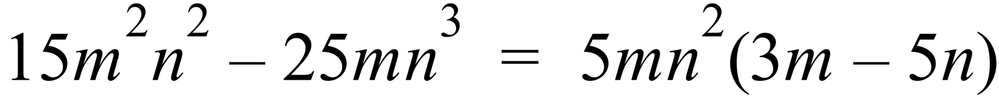 15m²n² − 25mn³ = 5mn²(3m − 5n)